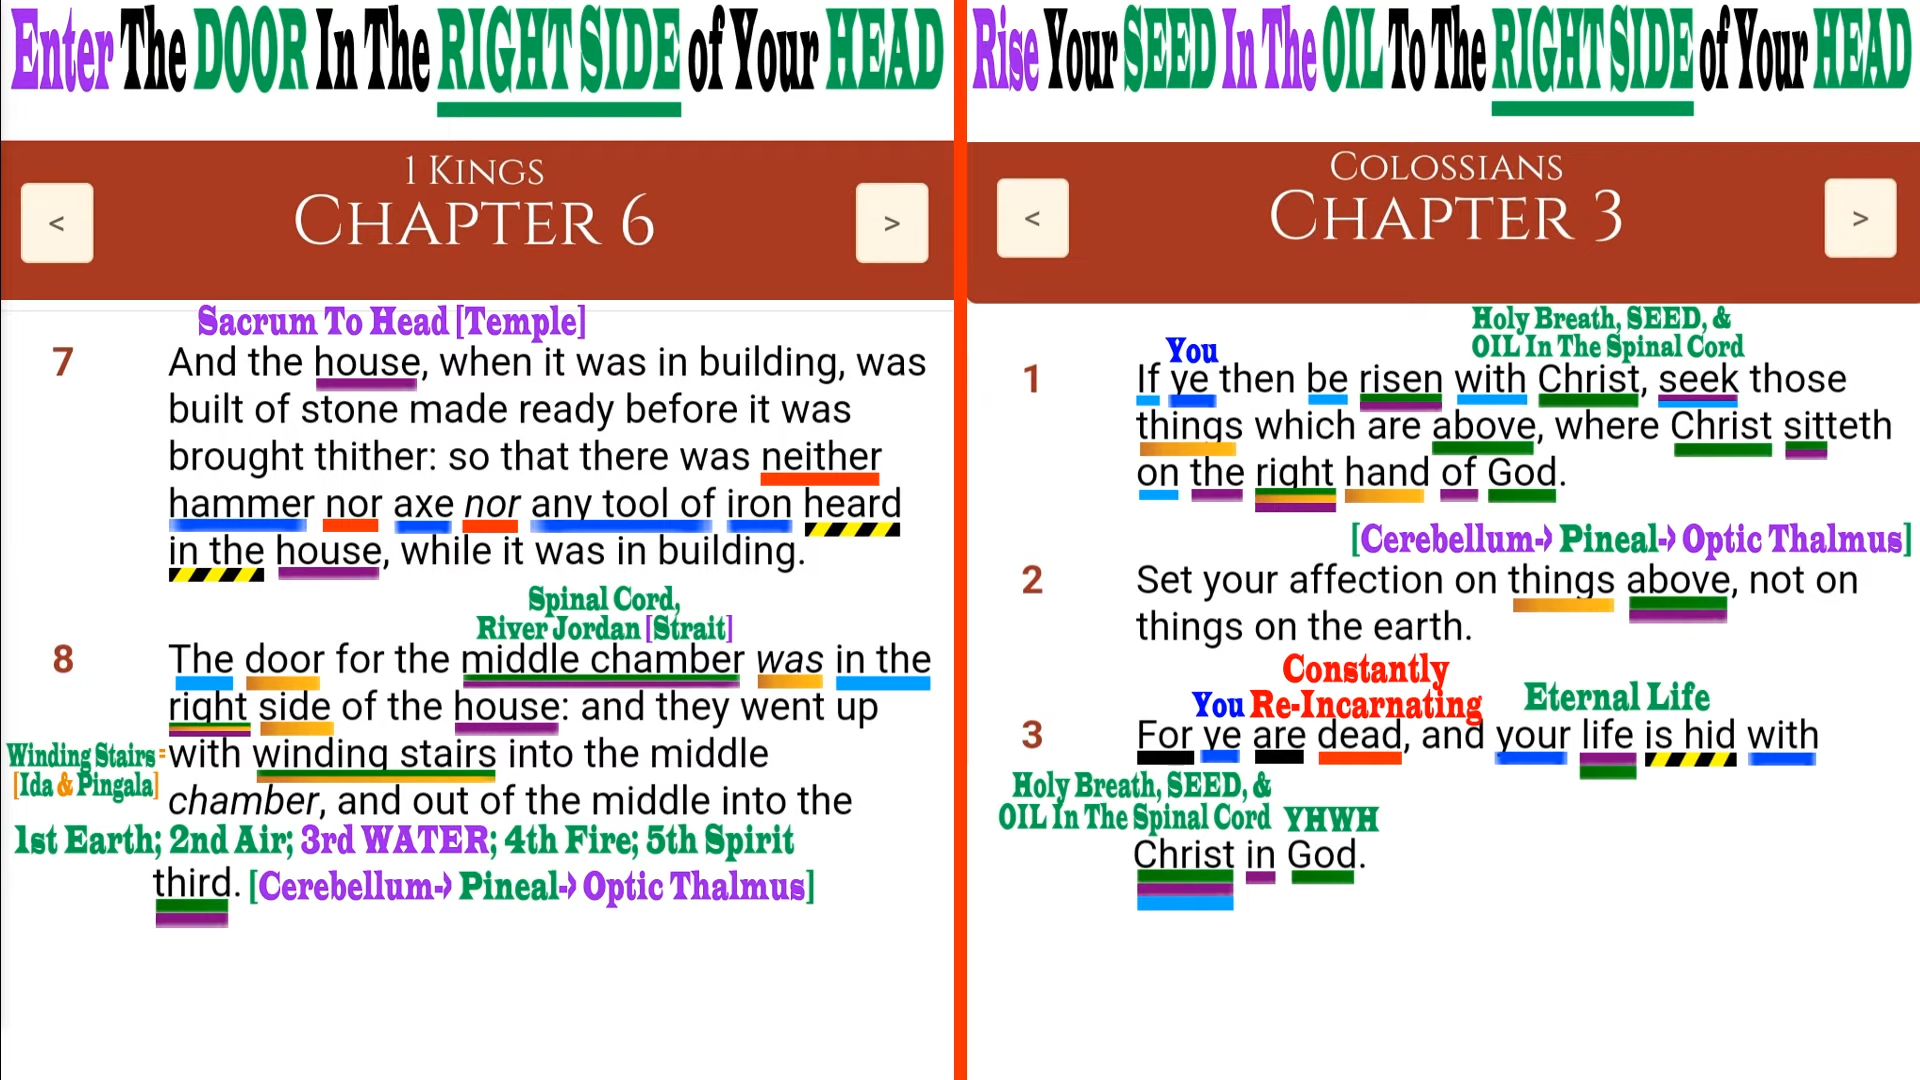 Enter The DOOR In The RIGHT SIDE of Your HEAD
1 KINGS
CHAPTER 6
<
>
Sacrum To Head [Temple]
7 And the house, when it was in building, was
built of stone made ready before it was
brought thither: so that there was neither
hammer nor axe nor any tool of iron heard
in the house, while it was in building.
Spinal Cord,
River Jordan [Strait]
8 The door for the middle chamber was in the
right side of the house: and they went up
Winding Stairs =
[Ida & Pingala]
with winding stairs into the middle
chamber, and out of the middle into the
1st Earth; 2nd Air; 3rd WATER; 4th Fire; 5th Spirit
third. [Cerebellum-> Pineal-> Optic Thalmus]
Rise Your SEED In The OIL To The RIGHT SIDE of Your HEAD
COLOSSIANS
CHAPTER 3
<
>
Holy Breath, SEED, &
OIL In The Spinal Cord
You
1 If ye then be risen with Christ, seek those
things which are above, where Christ sitteth
on the right hand of God.
[Cerebellum-> Pineal-> Optic Thalmus]
2 Set your affection on things above, not on
things on the earth.
Constantly
You Re-Incarnating Eternal Life
3 For ye are dead, and your life is hid with
Holy Breath, SEED, &
OIL In The Spinal Cord YHWH
Christ in God.